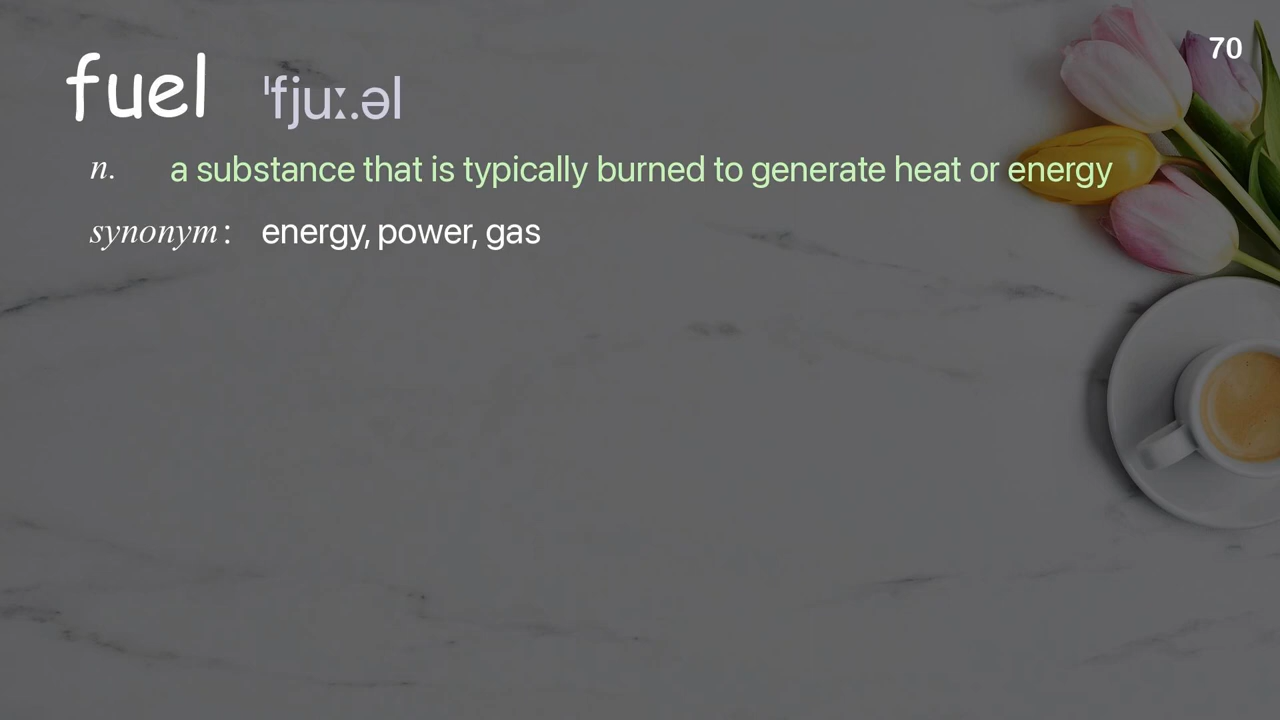 70
fuel ˈfjuː.əl
n. a substance that is typically burned to generate heat or energy
synonym: energy, power, gas